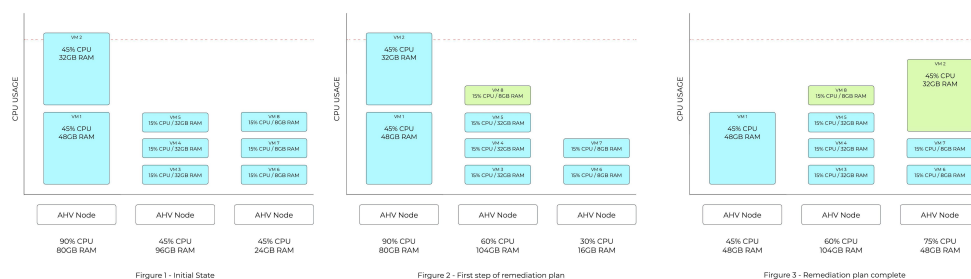 CPU USAGE
VM 2
45% CPU
32GB RAM
VM 1
45% CPU
48GB RAM
VM 5
15% CPU / 32GB RAM
VM 4
15% CPU / 32GB RAM
VM 3
15% CPU / 32GB RAM
VM 8
15% CPU / 8GB RAM
VM 7
15% CPU / 8GB RAM
VM 6
15% CPU / 8GB RAM
AHV Node
AHV Node
AHV Node
90% CPU
80GB RAM
45% CPU
96GB RAM
45% CPU
24GB RAM
Firgure 1 - Initial State
CPU USAGE
VM 2
45% CPU
32GB RAM
VM 1
45% CPU
48GB RAM
VM 8
15% CPU / 8GB RAM
VM 5
15% CPU / 32GB RAM
VM 4
15% CPU / 32GB RAM
VM 3
15% CPU / 32GB RAM
VM 7
15% CPU / 8GB RAM
VM 6
15% CPU / 8GB RAM
AHV Node
AHV Node
AHV Node
90% CPU
80GB RAM
60% CPU
104GB RAM
30% CPU
16GB RAM
Firgure 2 - First step of remediation plan
CPU USAGE
VM 1
45% CPU
48GB RAM
VM 8
15% CPU / 8GB RAM
VM 5
15% CPU / 32GB RAM
VM 4
15% CPU / 32GB RAM
VM 3
15% CPU / 32GB RAM
VM 2
45% CPU
32GB RAM
VM 7
15% CPU / 8GB RAM
VM 6
15% CPU / 8GB RAM
AHV Node
AHV Node
AHV Node
45% CPU
48GB RAM
60% CPU
104GB RAM
75% CPU
48GB RAM
Firgure 3 - Remediation plan complete